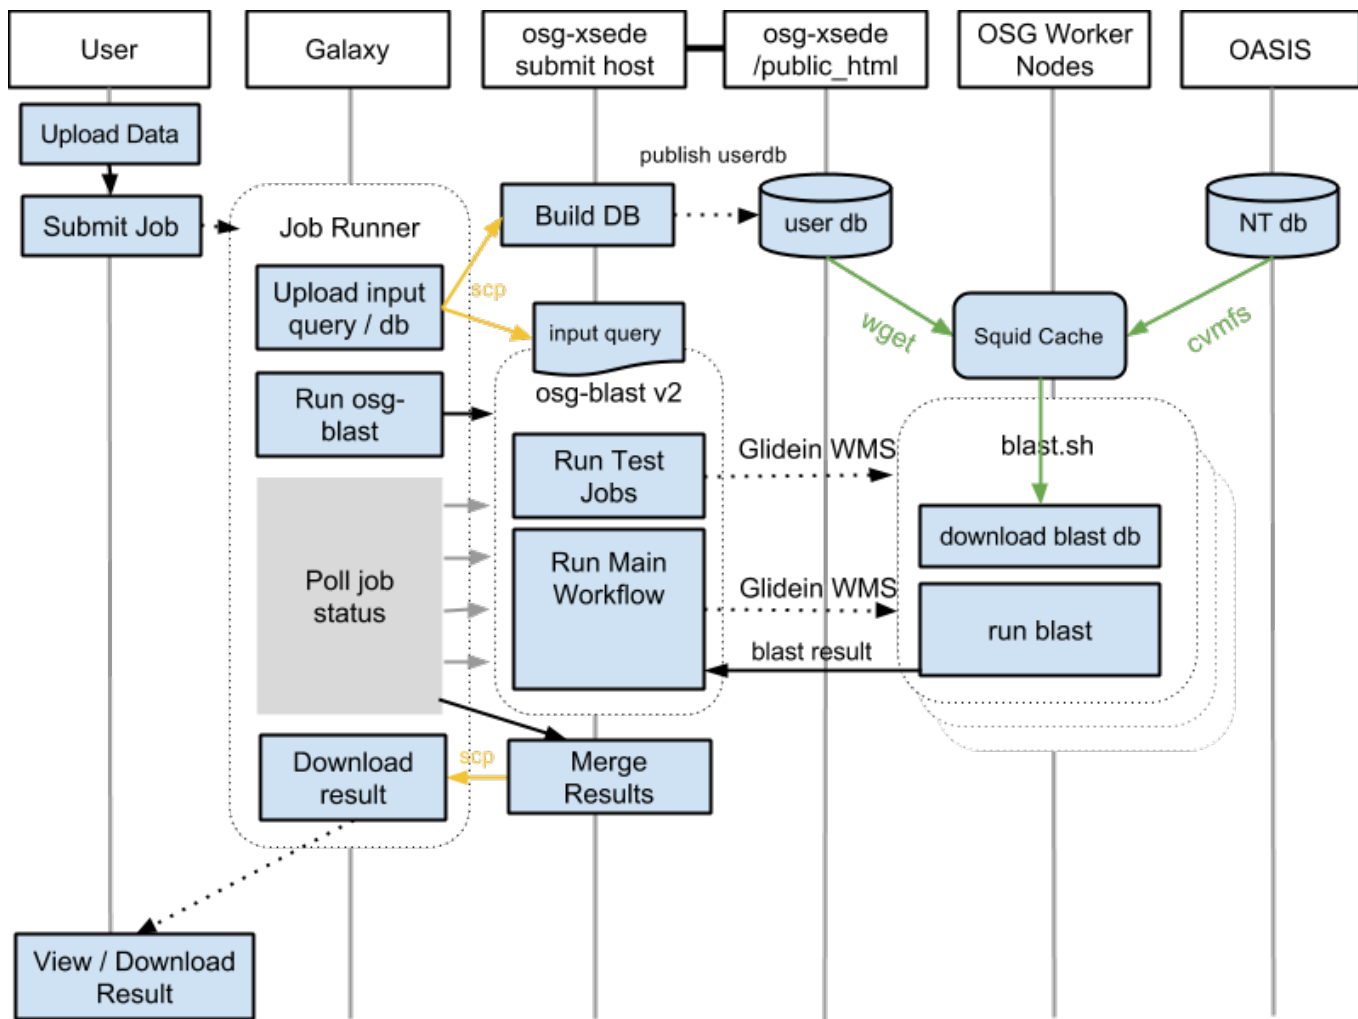 User
Galaxy
osg-xsede
submit host
osg-xsede
/public_html
OSG Worker
Nodes
OASIS
Upload Data
Submit Job
Job Runner
Upload input
query / db
scp
Build DB
publish userdb
user db
NT db
input query
wget
cvmfs
Squid Cache
Run osg-
blast
osg-blast v2
Run Test
Jobs
Glidein WMS
blast.sh
download blast db
Poll job
status
Run Main
Workflow
Glidein WMS
run blast
blast result
Download
result
scp
Merge
Results
View / Download
Result